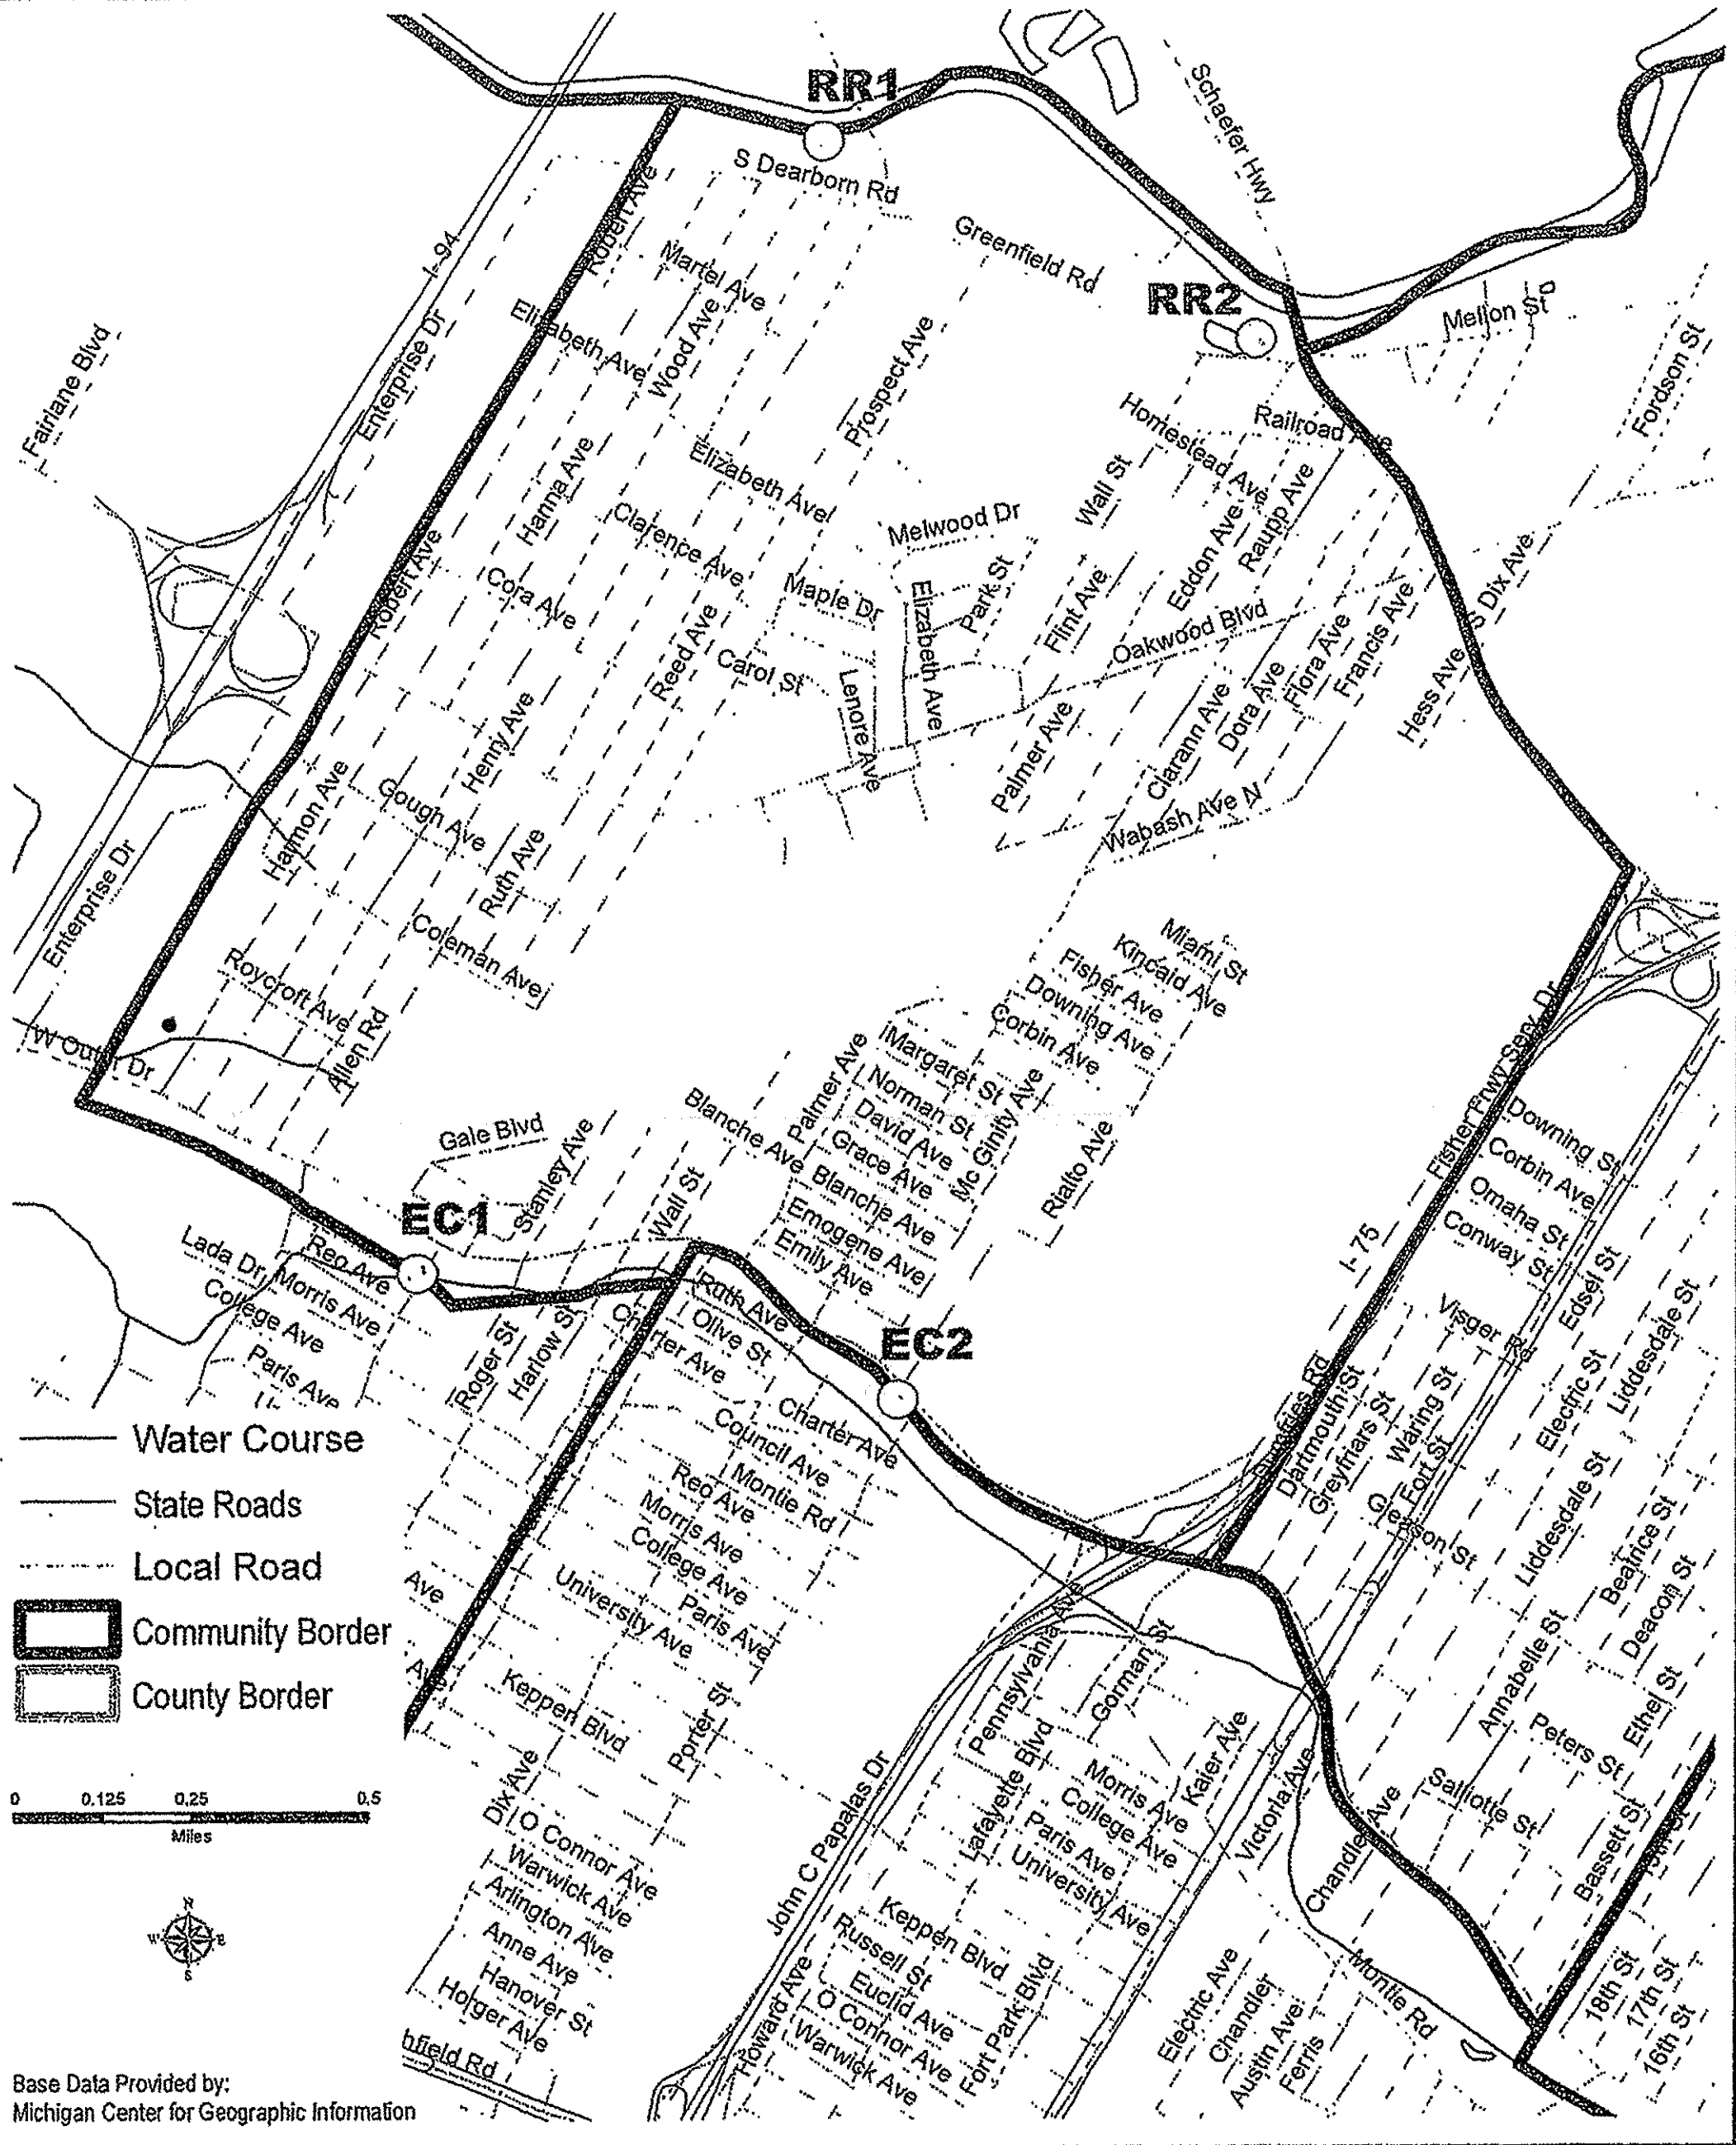 RR1
Schaefer Hwy
S Dearborn Rd
Robert Ave
I-94
Greenfield Rd
Martel Ave
RR2
Mellon St
Elizabeth Ave
Wood Ave
Enterprise Dr
Fairlane Blvd
Prospect Ave
Fordson St
Homestead Ave
Railroad Ave
Hanna Ave
Elizabeth Ave
Wall St
Raupp Ave
Clarence Ave
Melwood Dr
Eddon Ave
S Dix Ave
Robert Ave
Cora Ave
Maple Dr
Elizabeth Ave
Park St
Flint Ave
Oakwood Blvd
Flora Ave
Francis Ave
Reed Ave
Carol St
Lenore Ave
Hess Ave
Henry Ave
Palmer Ave
Clarann Ave
Dora Ave
Harmon Ave
Gough Ave
Wabash Ave N
Ruth Ave
Enterprise Dr
Coleman Ave
Miami St
Kincaid Ave
Fisher Ave
Downing Ave
Corbin Ave
Roycroft Ave
Allen Rd
W Outer Dr
Margaret St
Norman St
David Ave
Grace Ave
Palmer Ave
Mc Ginity Ave
Fisher Frwy Serv. Dr
Downing St
Corbin Ave
Omaha St
Conway St
Gale Blvd
Stanley Ave
Blanche Ave
Blanche Ave
Emogene Ave
Emily Ave
Rialto Ave
Wall St
EC1
I-75
Edsel St
Lada Dr
Reo Ave
Morris Ave
College Ave
Paris Ave
Ruth Ave
Olive St
Charter Ave
Roger St
Harlow St
EC2
Visger Rd
Liddesdale St
Electric St
Dumfries Rd
Dartmouth St
Greyfriars St
Waring St
Fort St
Gleason St
Charter Ave
Council Ave
Montie Rd
Reo Ave
Morris Ave
College Ave
Paris Ave
University Ave
Liddesdale St
Beatrice St
Deacon St
Water Course
State Roads
Local Road
Community Border
County Border
Ave
Keppen Blvd
Porter St
Pennsylvania Ave
Gorman St
Annabelle St
Ethel St
Peters St
Lafayette Blvd
Morris Ave
College Ave
Paris Ave
University Ave
Kaier Ave
Victoria Ave
Chandler Ave
Salliotte St
Bassett St
0 0.125 0.25 0.5
Miles
Dix Ave
O Connor Ave
Warwick Ave
Arlington Ave
Anne Ave
Hanover St
Holger Ave
John C Papalas Dr
Keppen Blvd
Russell St
Euclid Ave
O Connor Ave
Warwick Ave
Howard Ave
Fort Park Blvd
Electric Ave
Chandler
Austin Ave
Ferris
Montie Rd
18th St
17th St
16th St
N
W E
S
hfield Rd
Base Data Provided by:
Michigan Center for Geographic Information